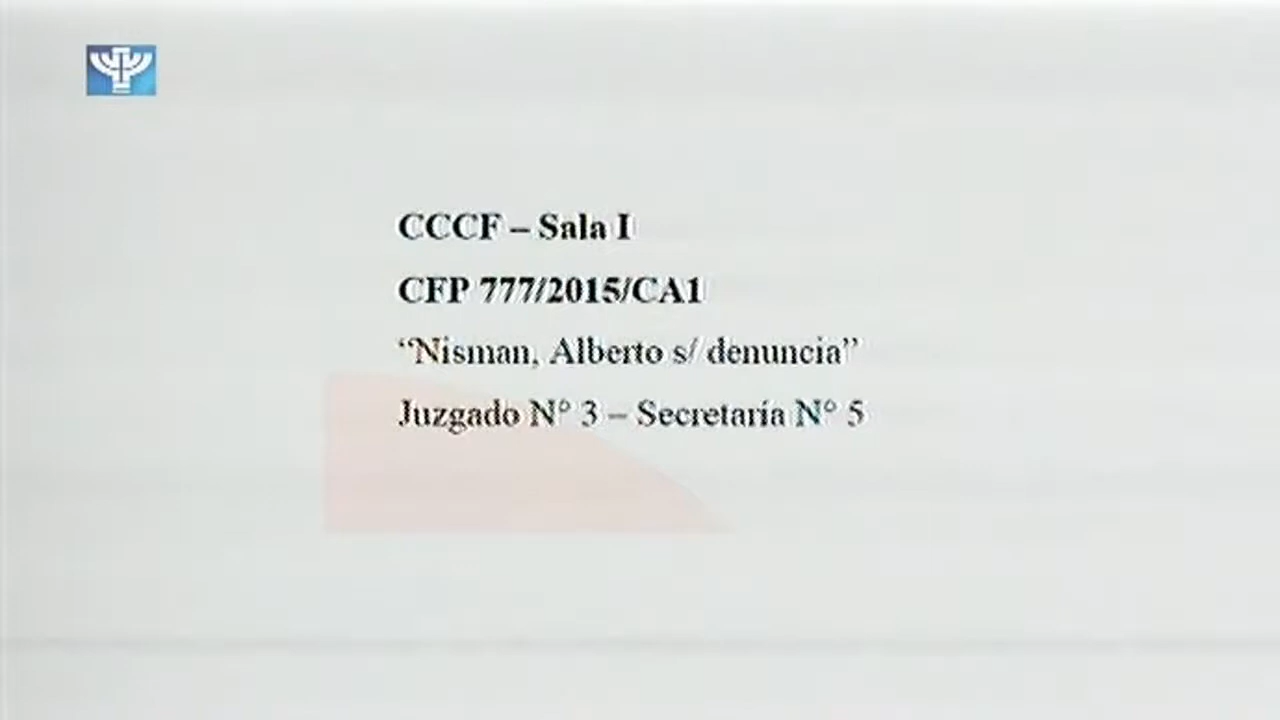 CCCF – Sala I
CFP 777/2015/CA1
“Nisman, Alberto s/ denuncia”
Juzgado N° 3 – Secretaría N° 5